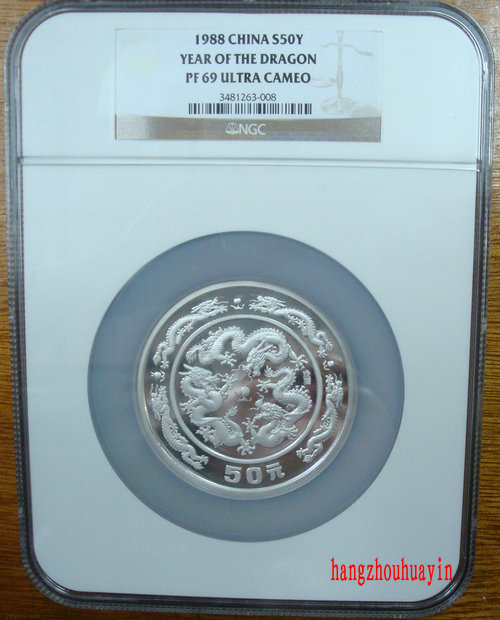 1988 CHINA S50Y
YEAR OF THE DRAGON
PF 69 ULTRA CAMEO
3481263-008
NGC
50元
hangzhouhuayin